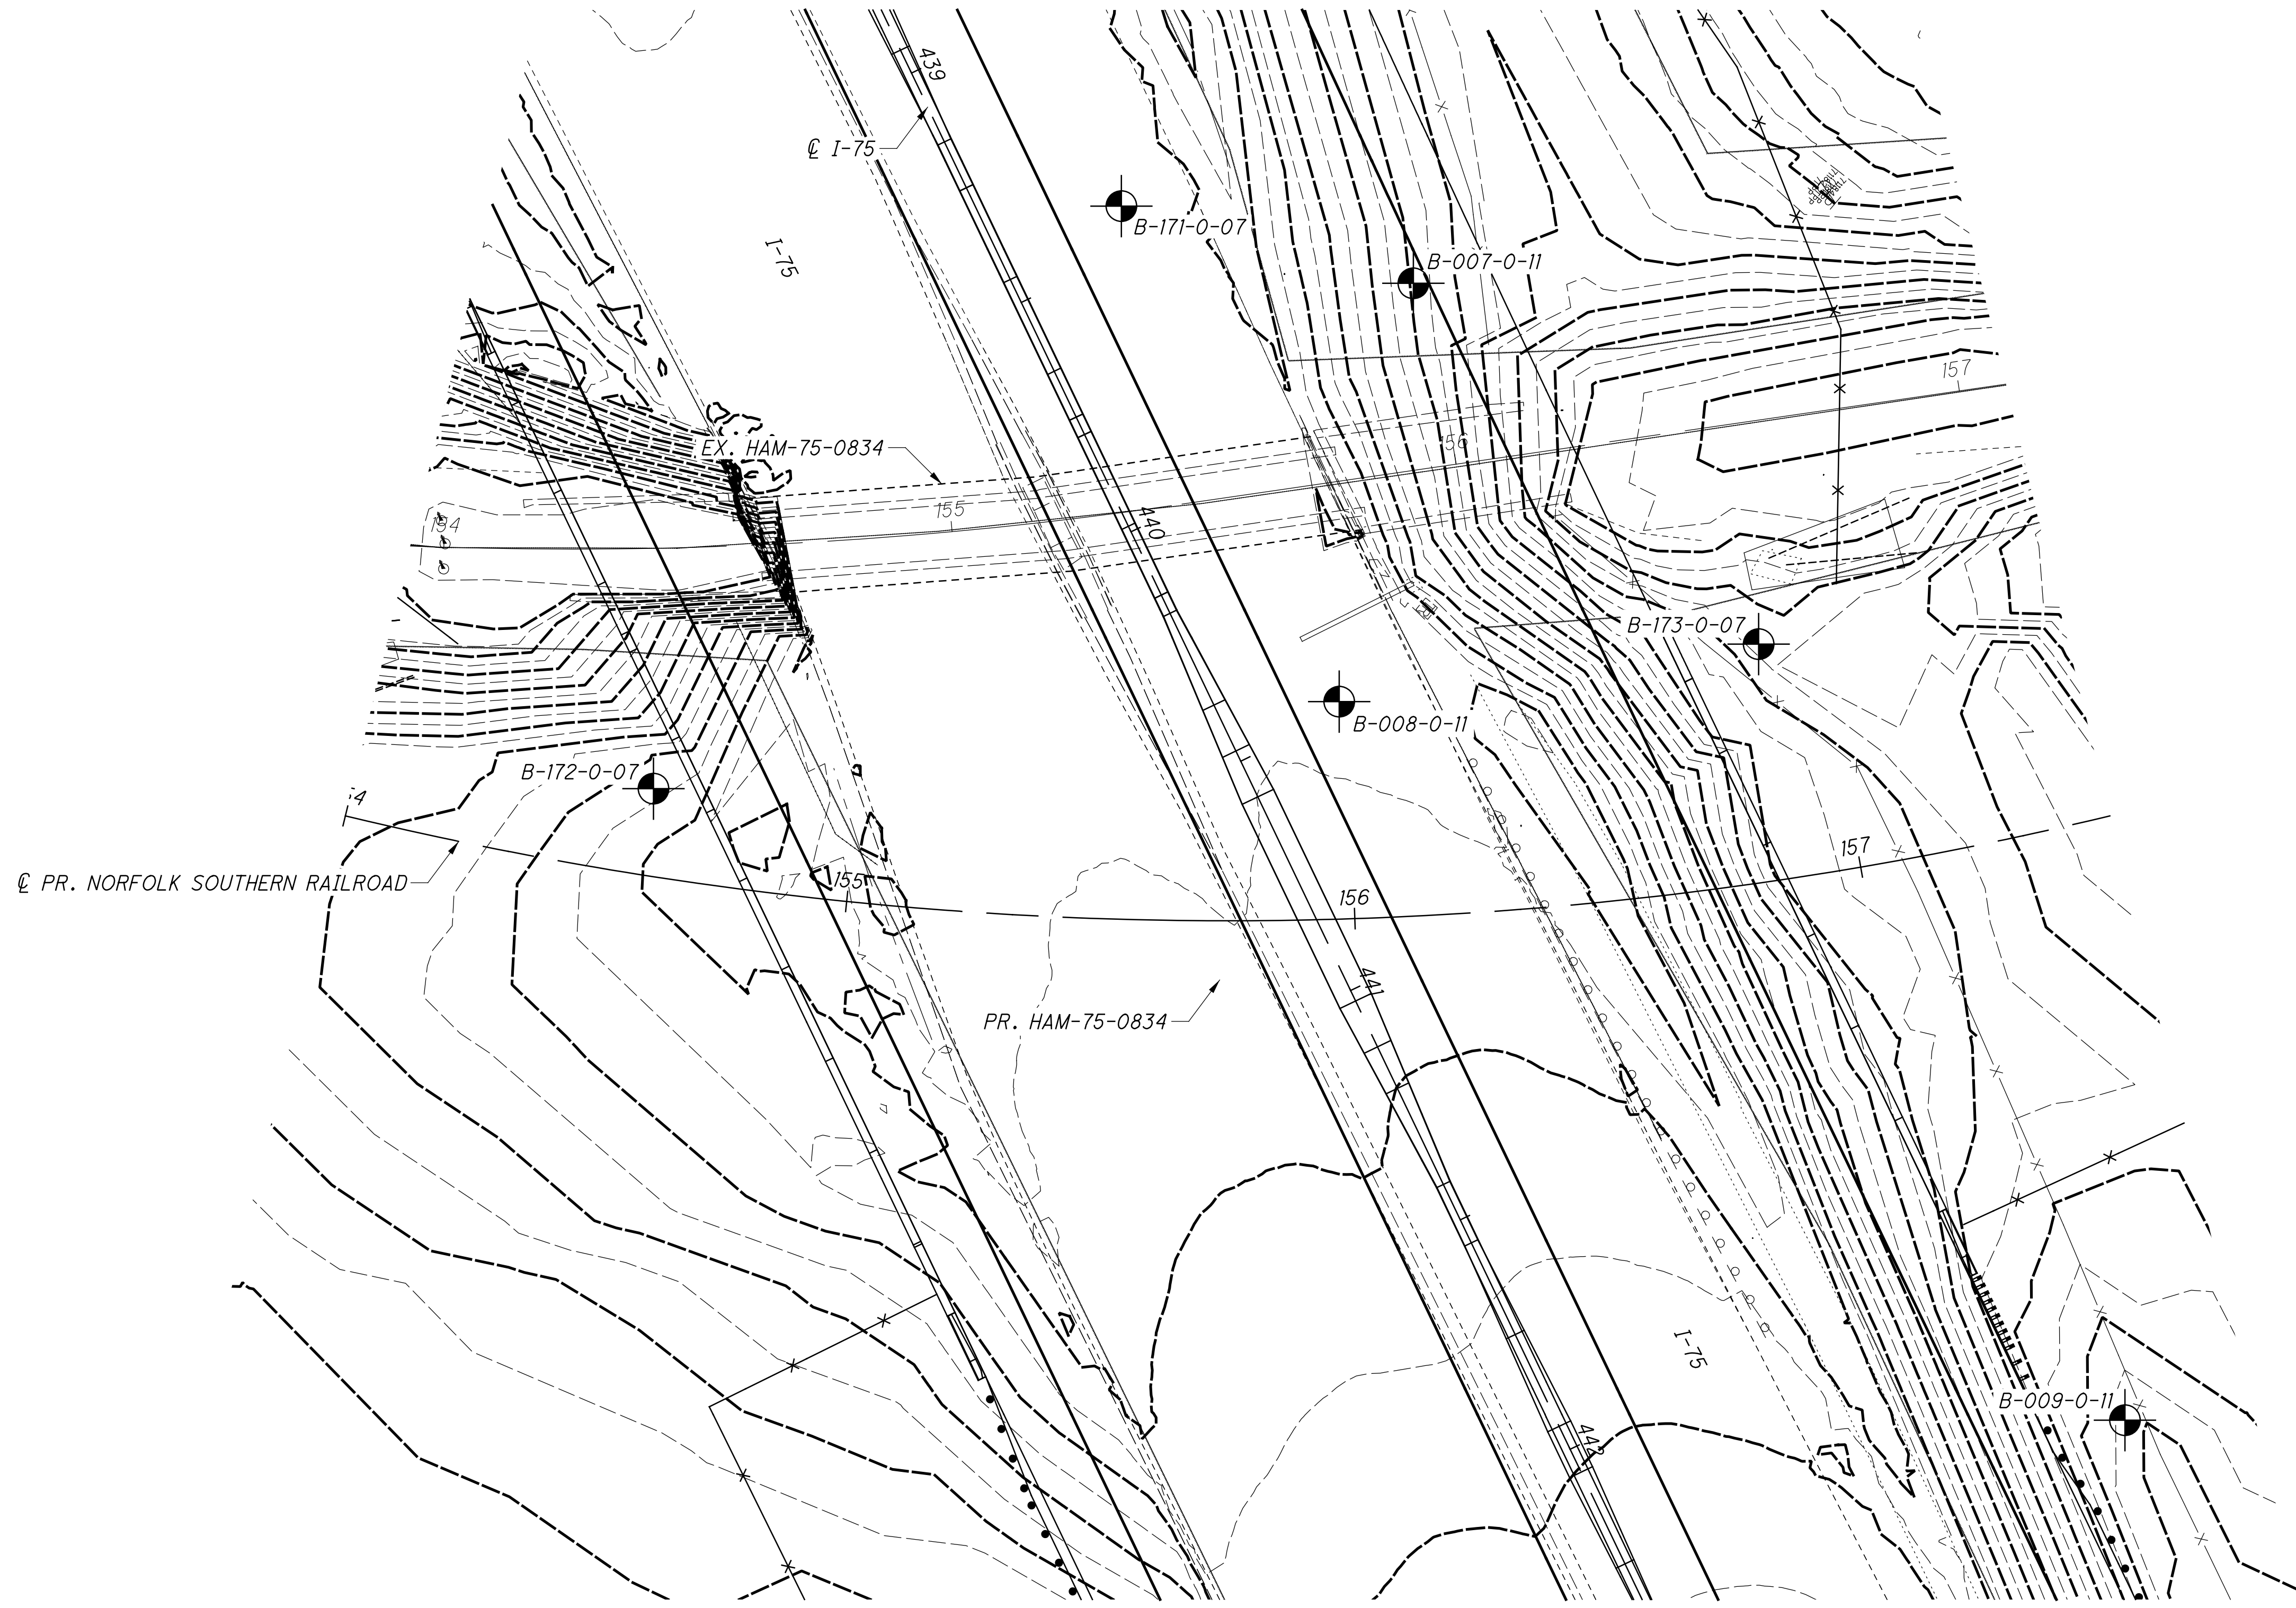 439
℄ I-75
B-171-0-07
I-75
B-007-0-11
157
EX. HAM-75-0834
156
155
440
194
B-173-0-07
B-008-0-11
B-172-0-07
℄ PR. NORFOLK SOUTHERN RAILROAD
155
156
157
441
PR. HAM-75-0834
I-75
B-009-0-11
442